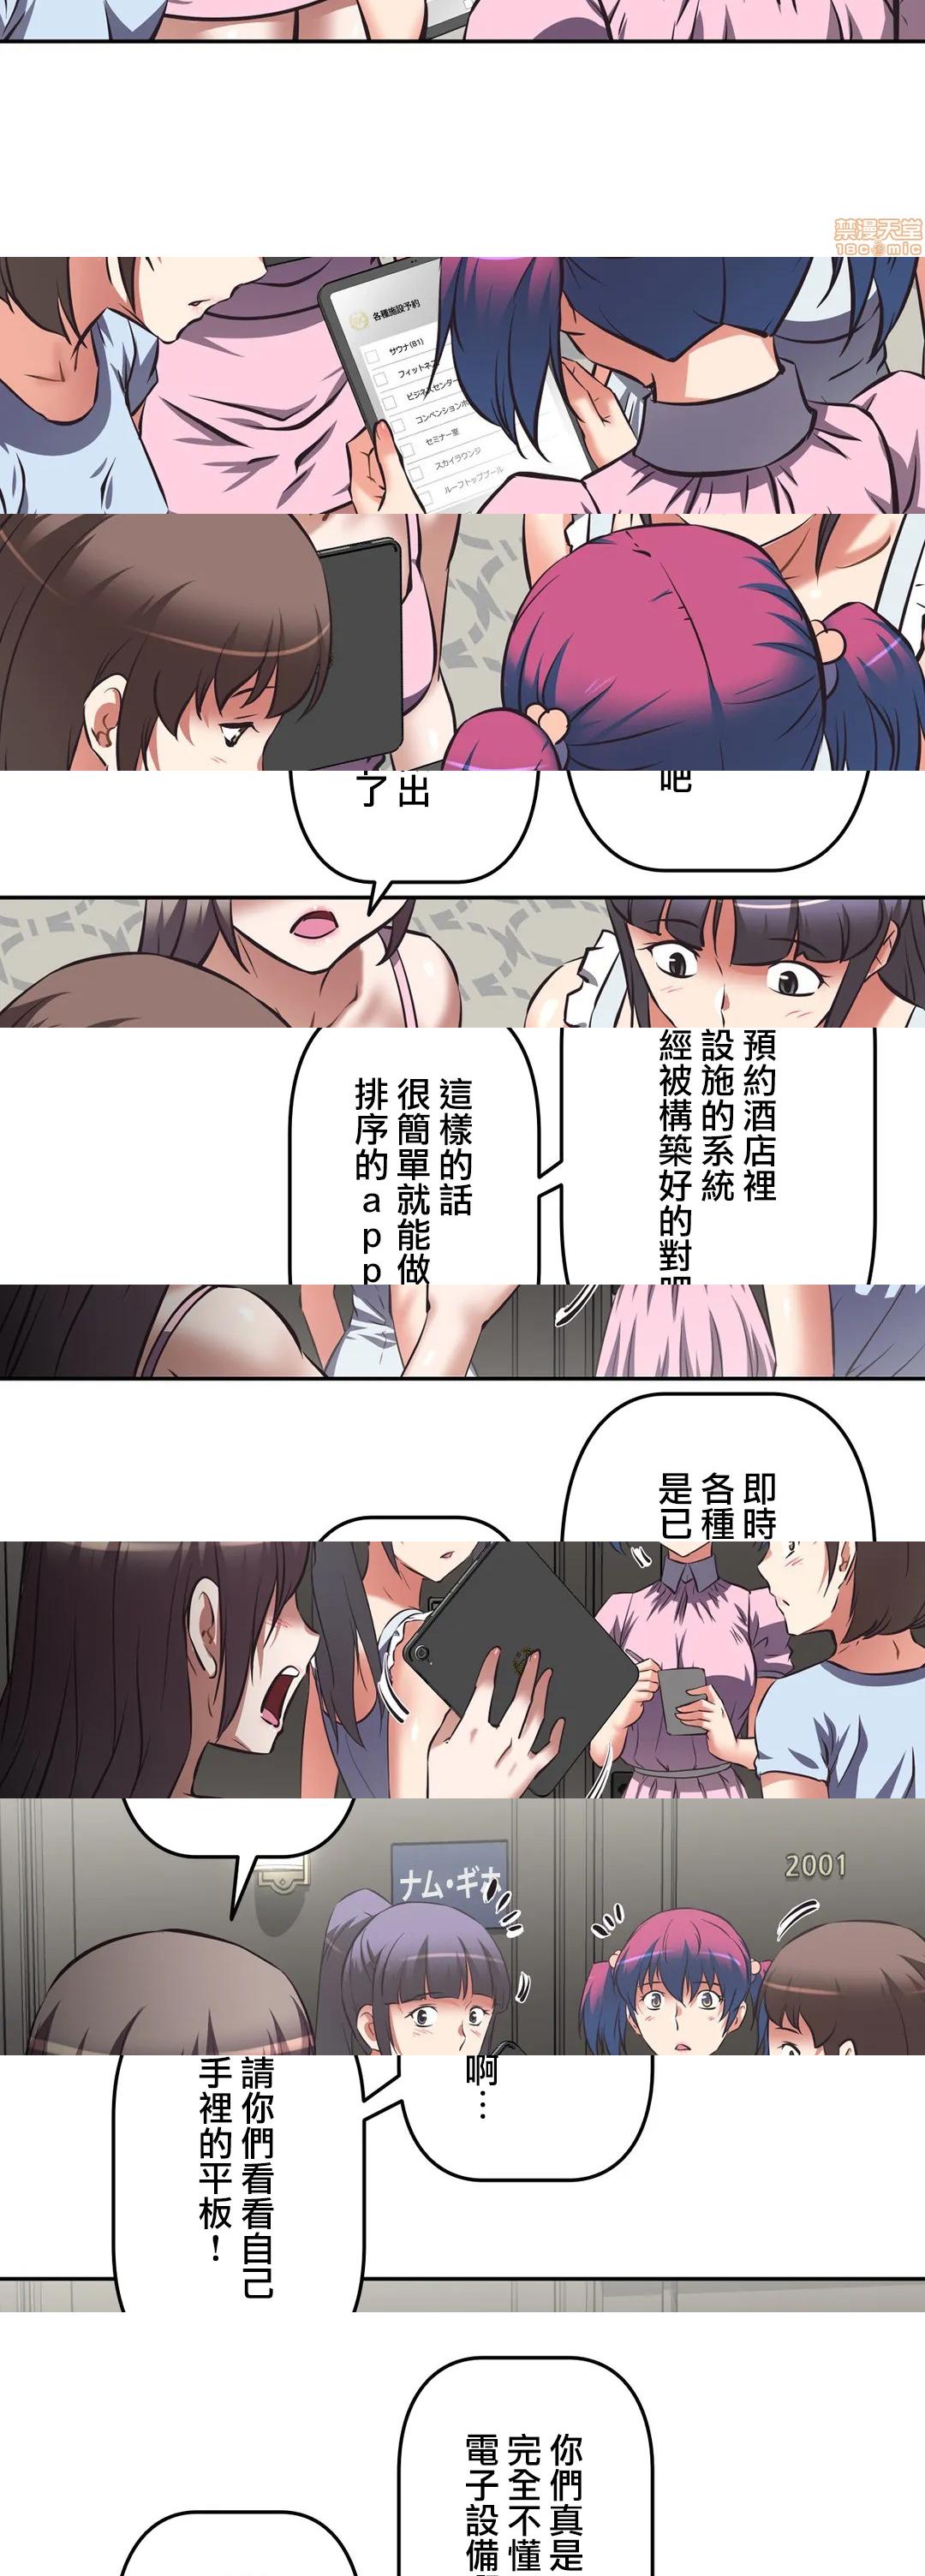 禁漫天堂
18comic
各種施設予約
サウナ(B1)
フィットネス
ビジネスセンター
コンベンションホ
セミナー室
スカイラウンジ
ルーフトッププール
吧
出
了
預約酒店裡
設施的系統
經被構築好的對
這樣的話
很簡單就能做
排序的app
即時
各種
是已
ナム・ギホ
2001
啊…
請你們看看自己
手裡的平板！
你們真是
完全不懂
電子設備